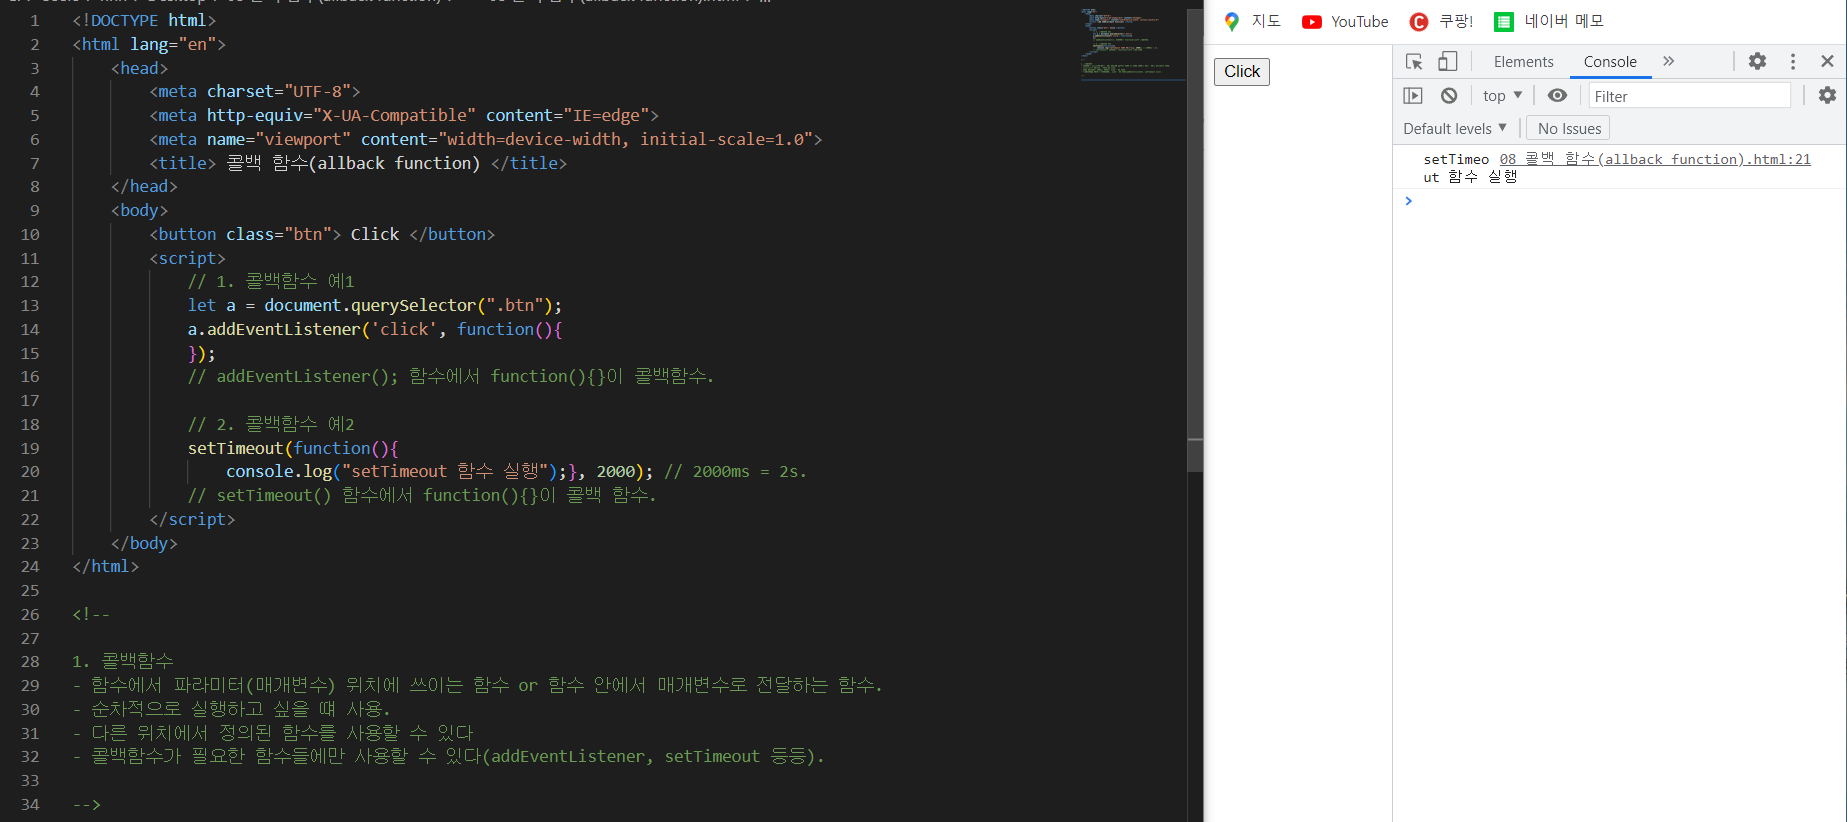 1 <!DOCTYPE html>
2 <html lang="en">
3 <head>
4 <meta charset="UTF-8">
5 <meta http-equiv="X-UA-Compatible" content="IE=edge">
6 <meta name="viewport" content="width=device-width, initial-scale=1.0">
7 <title> 콜백 함수(allback function) </title>
8 </head>
9 <body>
10 <button class="btn"> Click </button>
11 <script>
12 // 1. 콜백함수 예1
13 let a = document.querySelector(".btn");
14 a.addEventListener('click', function(){
15 });
16 // addEventListener(); 함수에서 function(){}이 콜백함수.
17
18 // 2. 콜백함수 예2
19 setTimeout(function(){
20 console.log("setTimeout 함수 실행");}, 2000); // 2000ms = 2s.
21 // setTimeout() 함수에서 function(){}이 콜백 함수.
22 </script>
23 </body>
24 </html>
25
26 <!--
27
28 1. 콜백함수
29 - 함수에서 파라미터(매개변수) 위치에 쓰이는 함수 or 함수 안에서 매개변수로 전달하는 함수.
30 - 순차적으로 실행하고 싶을 떄 사용.
31 - 다른 위치에서 정의된 함수를 사용할 수 있다
32 - 콜백함수가 필요한 함수들에만 사용할 수 있다(addEventListener, setTimeout 등등).
33
34 -->
지도 YouTube 쿠팡! 네이버 메모
Click
Elements Console »
top Filter
Default levels No Issues
setTimeo 08 콜백 함수(allback function).html:21
ut 함수 실행